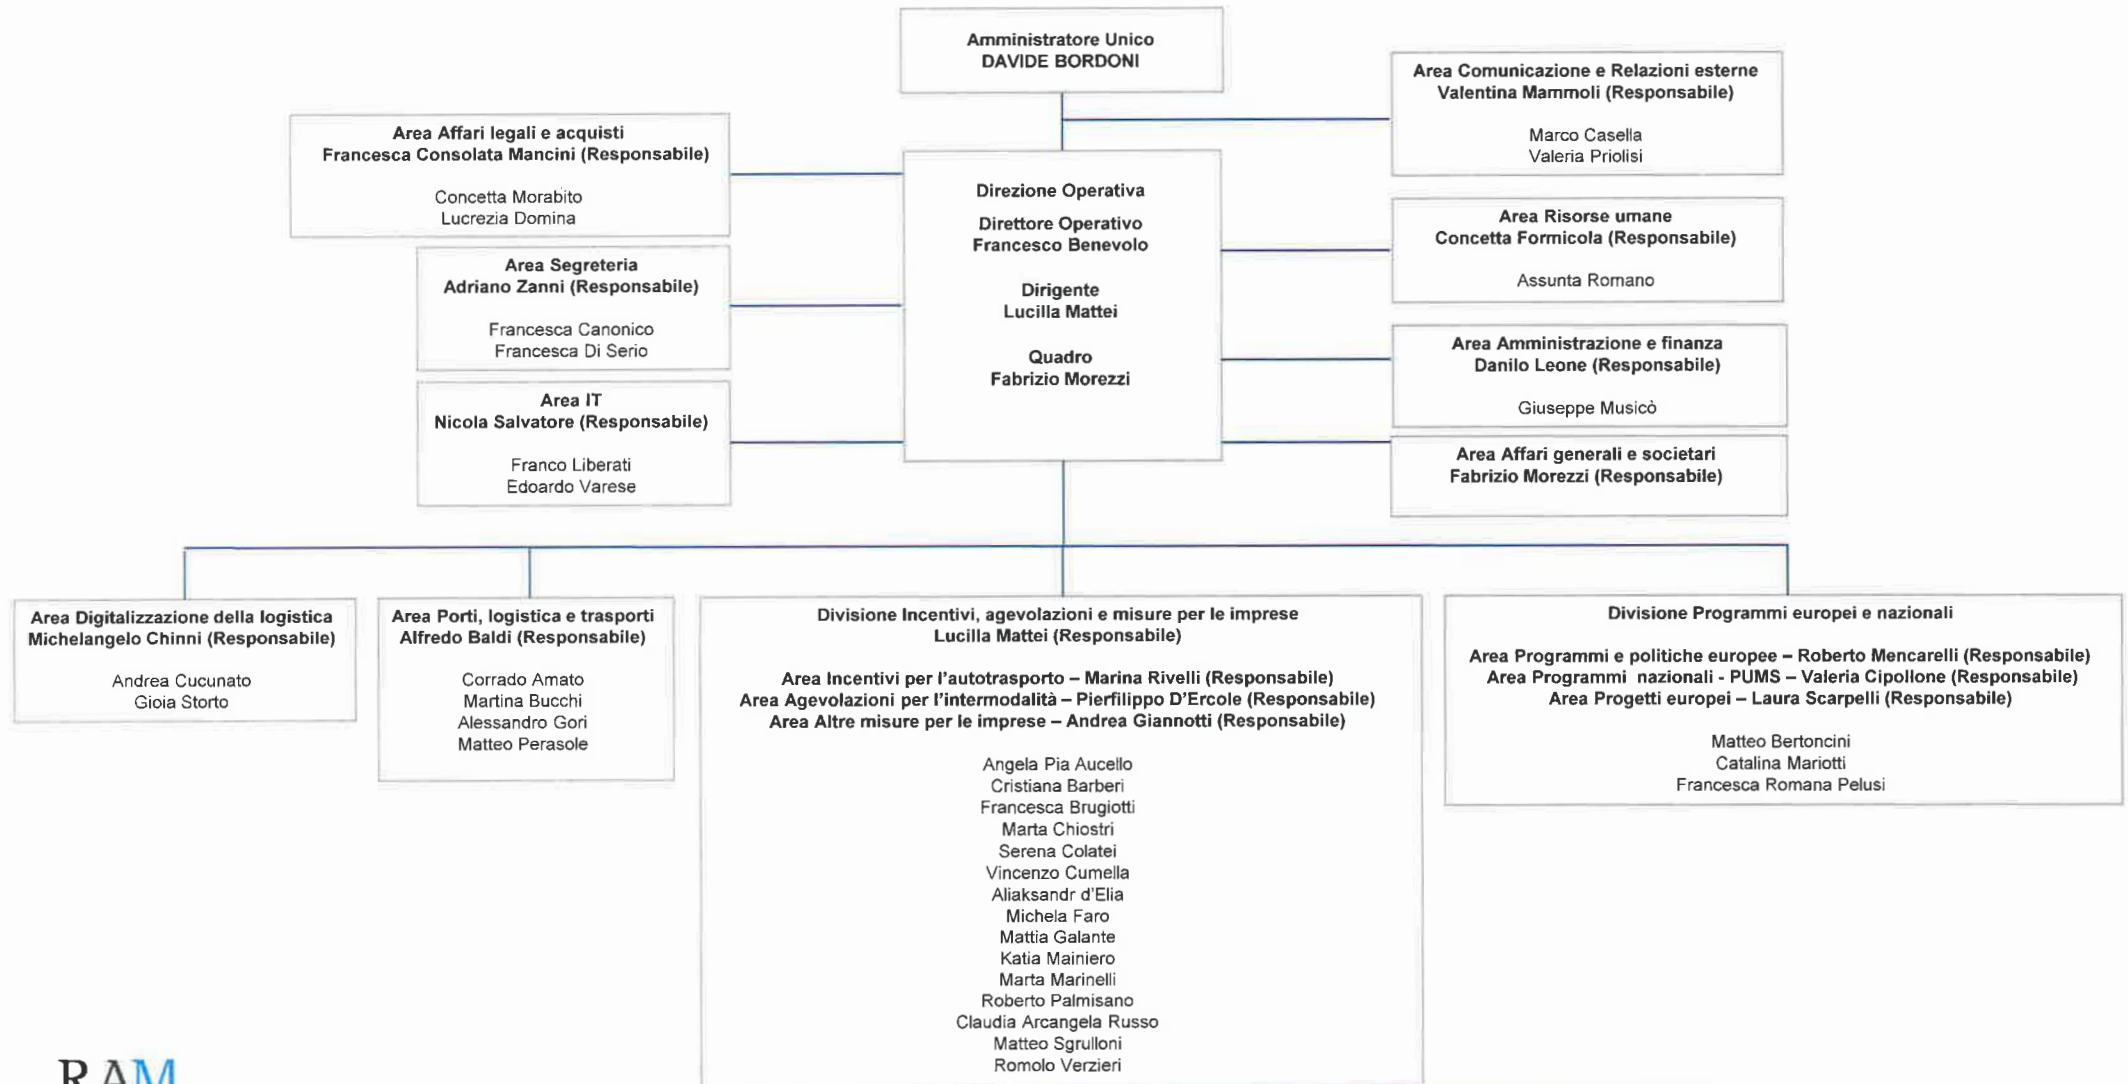 Amministratore Unico
DAVIDE BORDONI
Area Comunicazione e Relazioni esterne
Valentina Mammoli (Responsabile)
Marco Casella
Valeria Priolisi
Area Affari legali e acquisti
Francesca Consolata Mancini (Responsabile)
Concetta Morabito
Lucrezia Domina
Direzione Operativa
Direttore Operativo
Francesco Benevolo
Dirigente
Lucilla Mattei
Quadro
Fabrizio Morezzi
Area Risorse umane
Concetta Formicola (Responsabile)
Assunta Romano
Area Segreteria
Adriano Zanni (Responsabile)
Francesca Canonico
Francesca Di Serio
Area Amministrazione e finanza
Danilo Leone (Responsabile)
Giuseppe Musicò
Area IT
Nicola Salvatore (Responsabile)
Franco Liberati
Edoardo Varese
Area Affari generali e societari
Fabrizio Morezzi (Responsabile)
Area Digitalizzazione della logistica
Michelangelo Chinni (Responsabile)
Andrea Cucunato
Gioia Storto
Area Porti, logistica e trasporti
Alfredo Baldi (Responsabile)
Corrado Amato
Martina Bucchi
Alessandro Gori
Matteo Perasole
Divisione Incentivi, agevolazioni e misure per le imprese
Lucilla Mattei (Responsabile)
Area Incentivi per l'autotrasporto – Marina Rivelli (Responsabile)
Area Agevolazioni per l'intermodalità – Pierfilippo D'Ercole (Responsabile)
Area Altre misure per le imprese – Andrea Giannotti (Responsabile)
Angela Pia Aucello
Cristiana Barberi
Francesca Brugiotti
Marta Chiostri
Serena Colatei
Vincenzo Cumella
Aliaksandr d'Elia
Michela Faro
Mattia Galante
Katia Mainiero
Marta Marinelli
Roberto Palmisano
Claudia Arcangela Russo
Matteo Sgrulloni
Romolo Verzieri
Divisione Programmi europei e nazionali
Area Programmi e politiche europee – Roberto Mencarelli (Responsabile)
Area Programmi nazionali - PUMS – Valeria Cipollone (Responsabile)
Area Progetti europei – Laura Scarpelli (Responsabile)
Matteo Bertoncini
Catalina Mariotti
Francesca Romana Pelusi
RAM